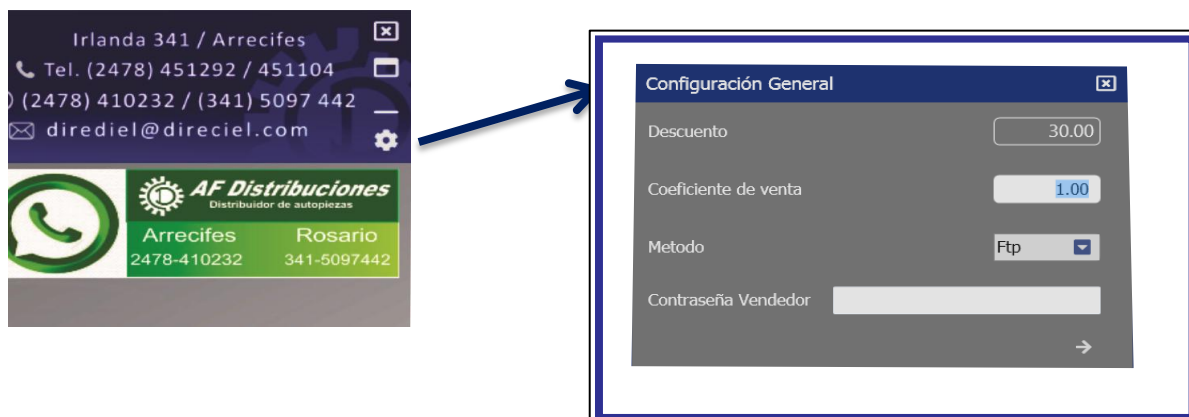 Irlanda 341 / Arrecifes
Tel. (2478) 451292 / 451104
(2478) 410232 / (341) 5097 442
dirediel@direciel.com
AF Distribuciones
Distribuidor de autopiezas
Arrecifes Rosario
2478-410232 341-5097442
Configuración General
Descuento 30.00
Coeficiente de venta 1.00
Metodo Ftp
Contraseña Vendedor